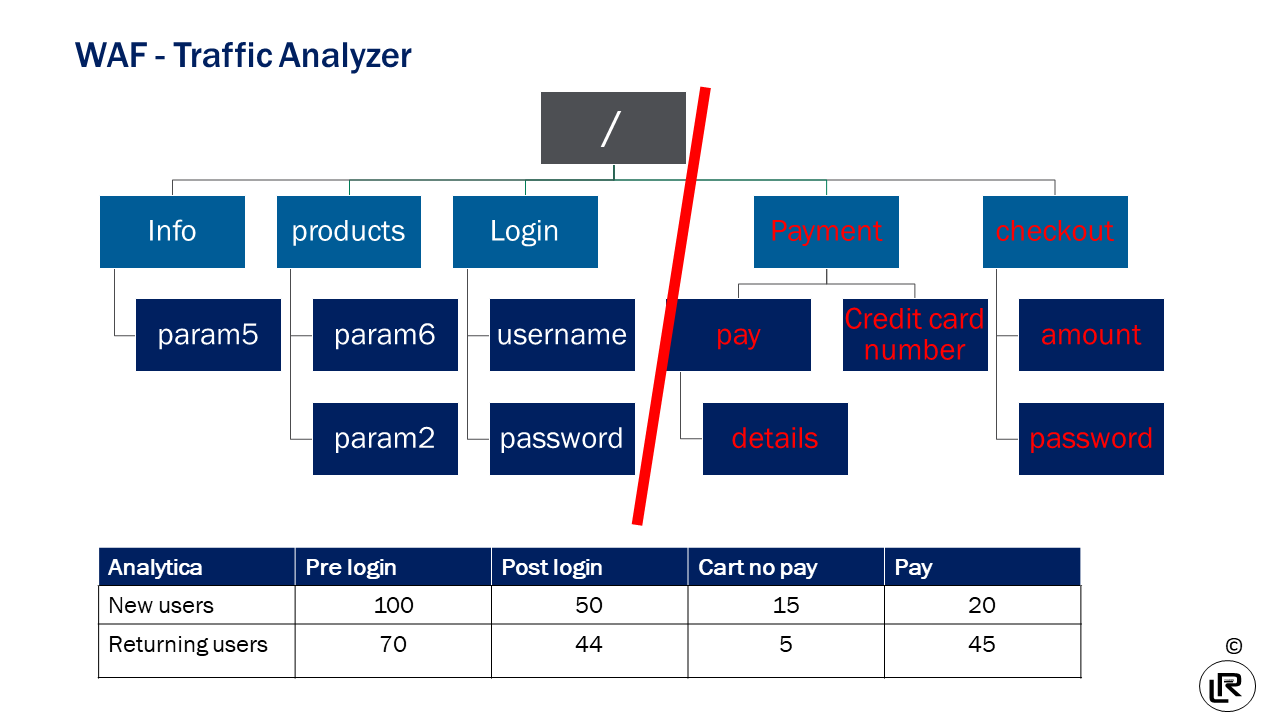 WAF - Traffic Analyzer
/
Info
products
Login
Payment
checkout
param5
param6
username
pay
Credit card
number
amount
param2
password
details
password
Analytica Pre login Post login Cart no pay Pay
New users 100 50 15 20
Returning users 70 44 5 45
©
LR